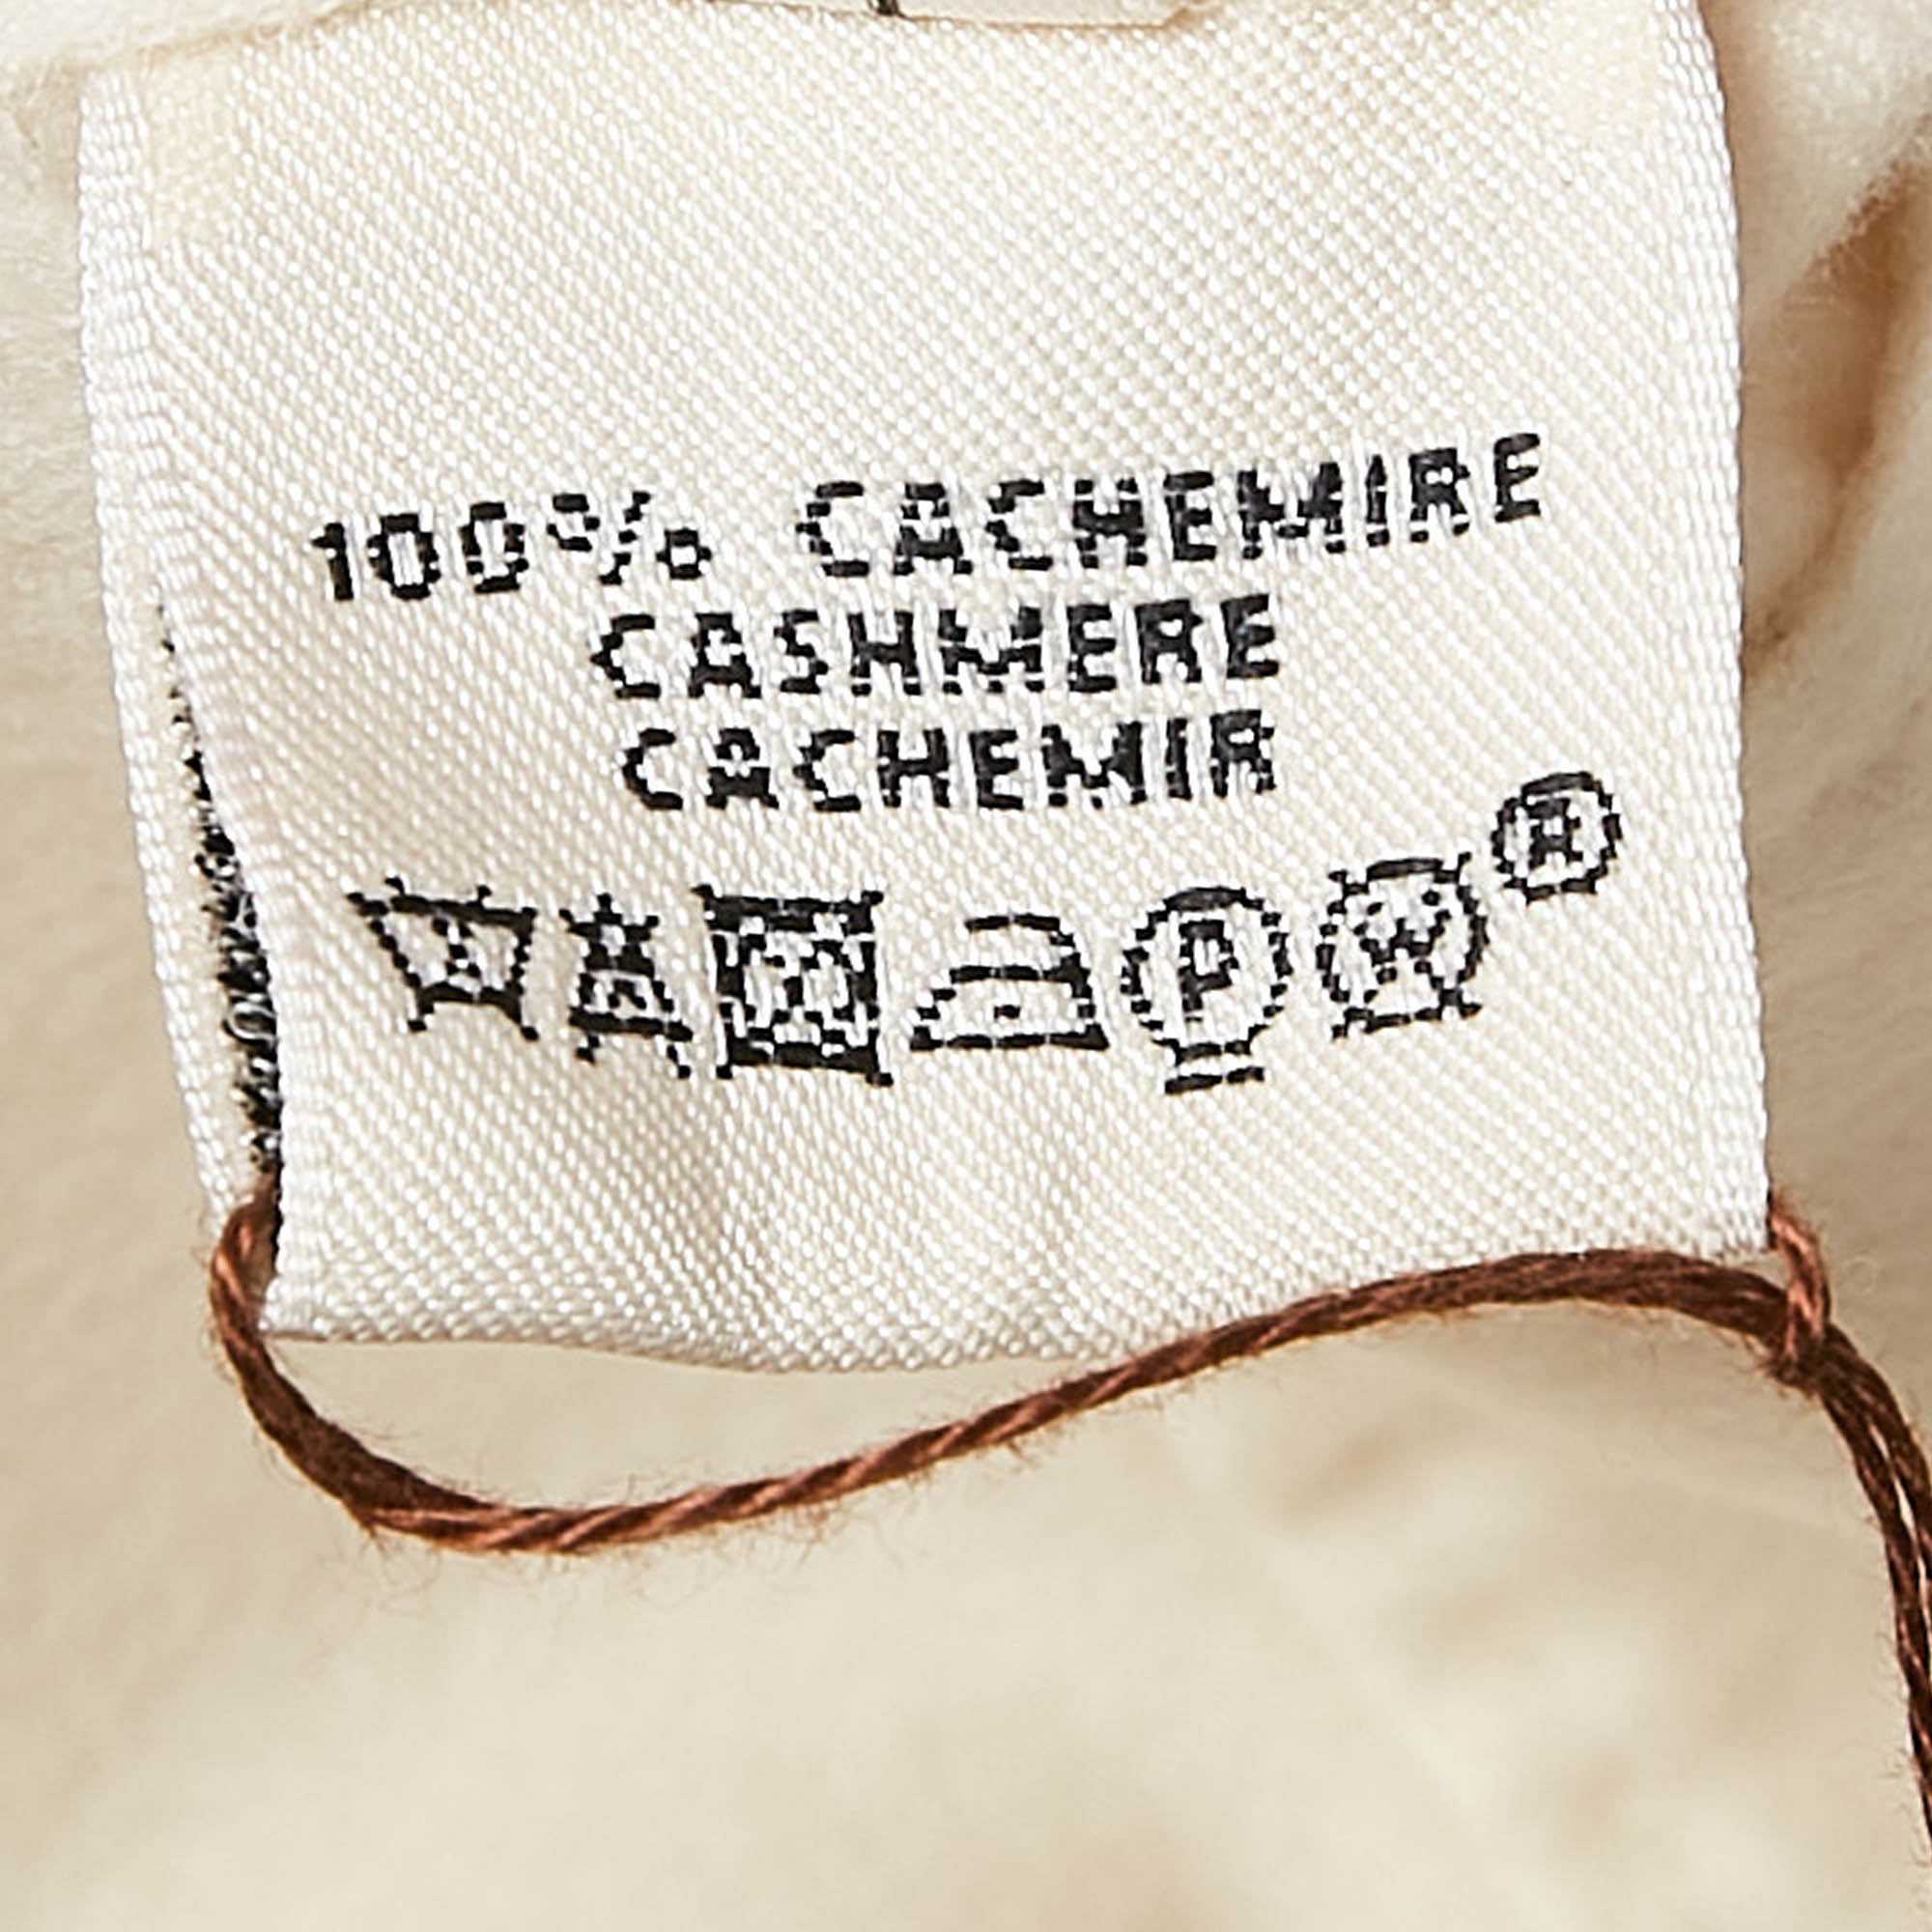 100% CACHEMIRE
CASHMERE
CACHEMIR
P W ®